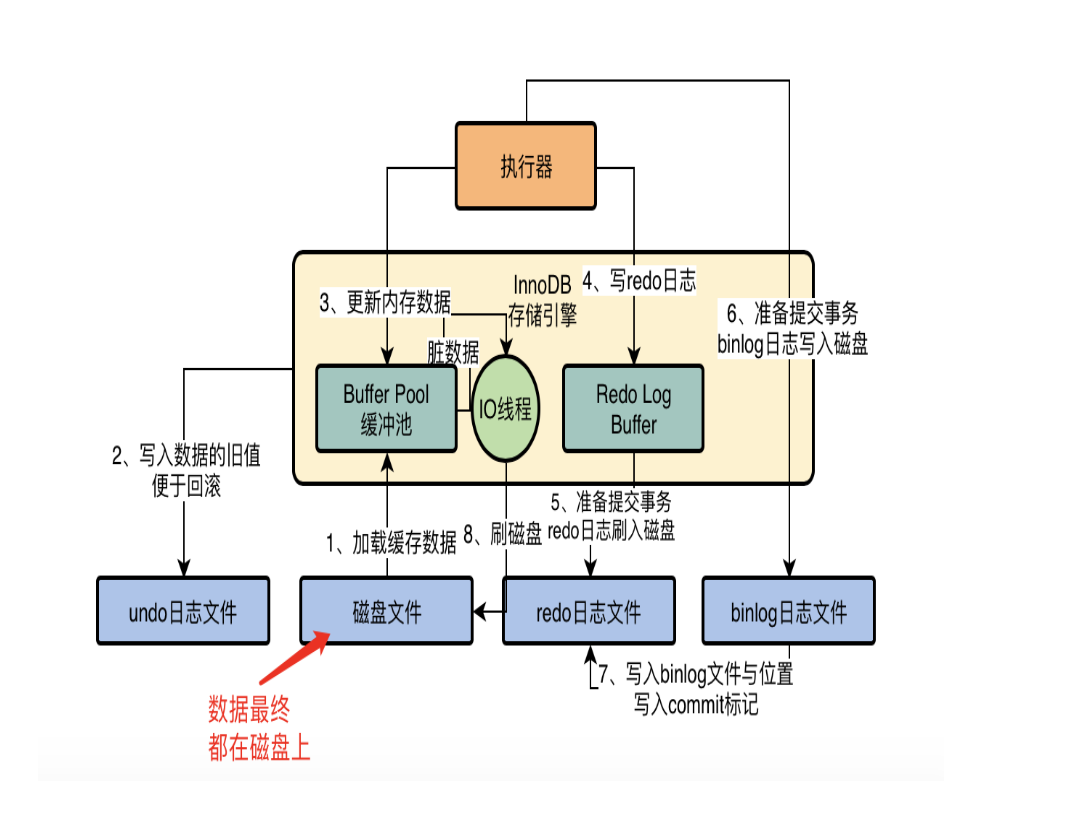 执行器
InnoDB
存储引擎
4、写redo日志
3、更新内存数据
6、准备提交事务
binlog日志写入磁盘
脏数据
Buffer Pool
缓冲池
IO线程
Redo Log
Buffer
2、写入数据的旧值
便于回滚
5、准备提交事务
redo日志刷入磁盘
1、加载缓存数据
8、刷磁盘
undo日志文件
磁盘文件
redo日志文件
binlog日志文件
7、写入binlog文件与位置
写入commit标记
数据最终
都在磁盘上